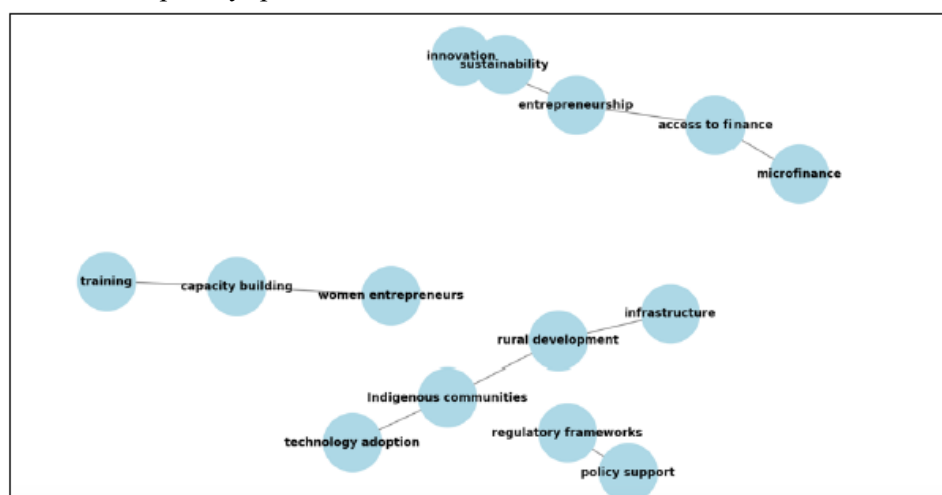 innovation
sustainability
entrepreneurship
access to finance
microfinance
training
capacity building
women entrepreneurs
infrastructure
rural development
Indigenous communities
technology adoption
regulatory frameworks
policy support